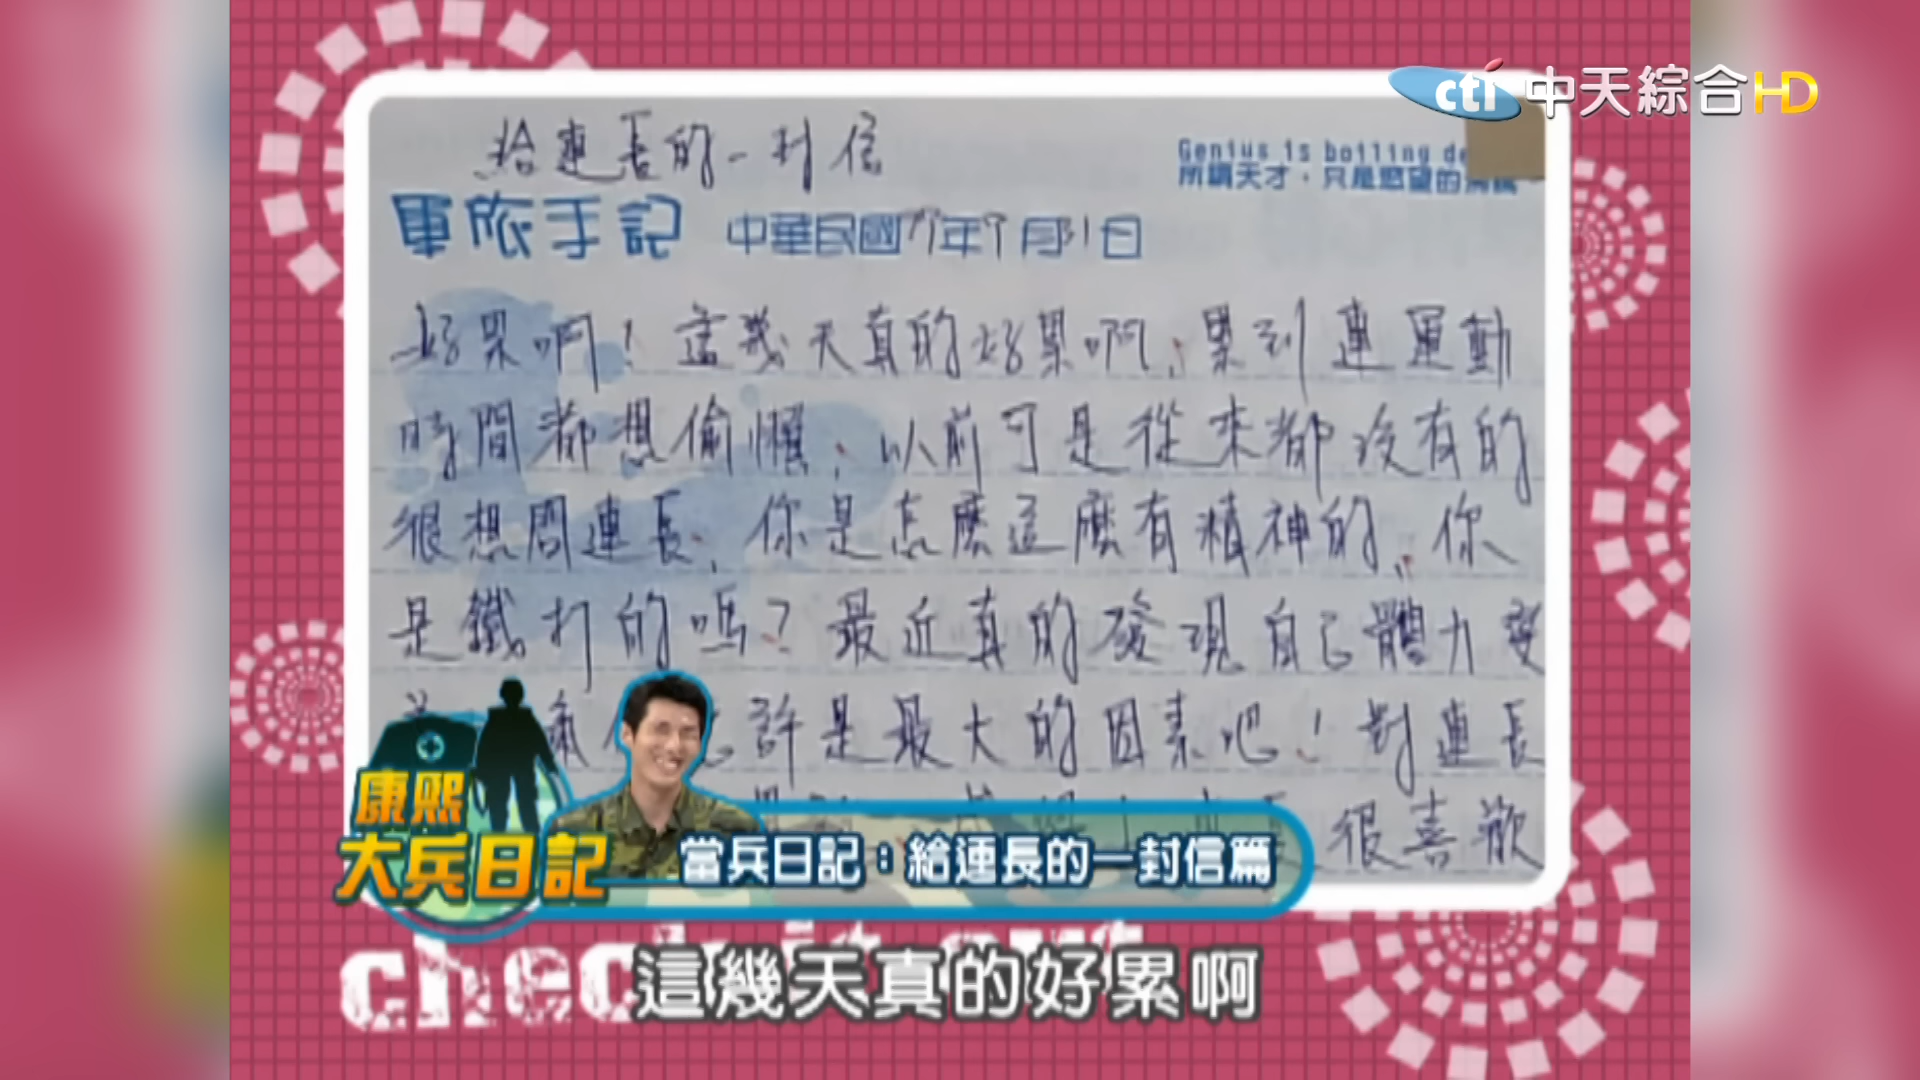 cti 中天綜合HD
給連長的一封信
Genius is boiling de
所謂天才，只是慾望的
軍旅手記 中華民國 年9月31日
好累啊！這幾天真的好累啊，累到連運動
時間都想偷懶，以前可是從來都沒有的
很想問連長，你是怎麼這麼有精神的，你
是鐵打的嗎？最近真的發現自己體力變
許是最大的因素吧！對連長
很喜歡
康熙
大兵日記
當兵日記：給連長的一封信篇
check it out
這幾天真的好累啊